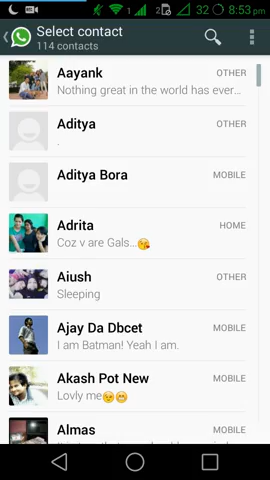 32 8:53 pm
Select contact
114 contacts
Aayank OTHER
Nothing great in the world has ever…
Aditya OTHER
.
Aditya Bora MOBILE
Adrita HOME
Coz v are Gals...😋
Aiush OTHER
Sleeping
Ajay Da Dbcet MOBILE
I am Batman! Yeah I am.
Akash Pot New MOBILE
Lovly me😉😁
Almas MOBILE